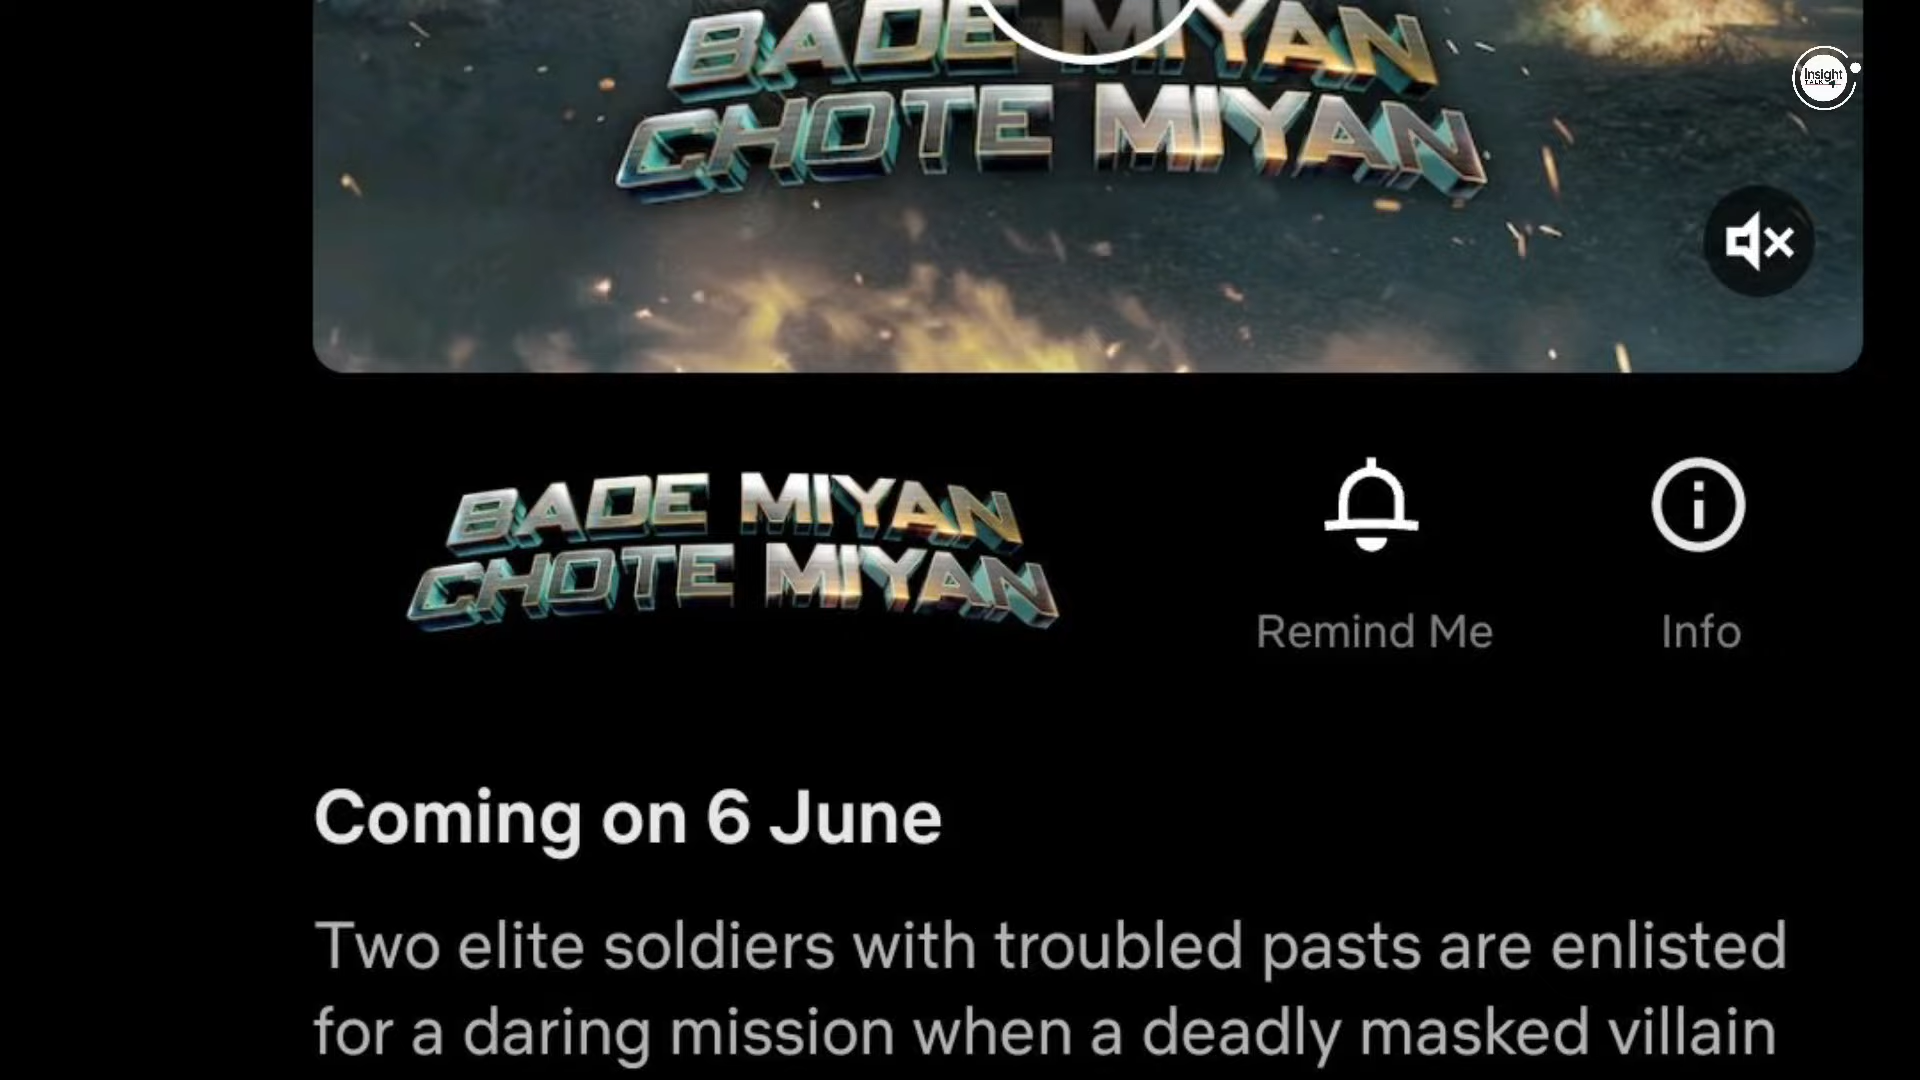 BADE MIYAN
CHOTE MIYAN
Insight
BADE MIYAN
CHOTE MIYAN
Remind Me
Info
Coming on 6 June
Two elite soldiers with troubled pasts are enlisted
for a daring mission when a deadly masked villain